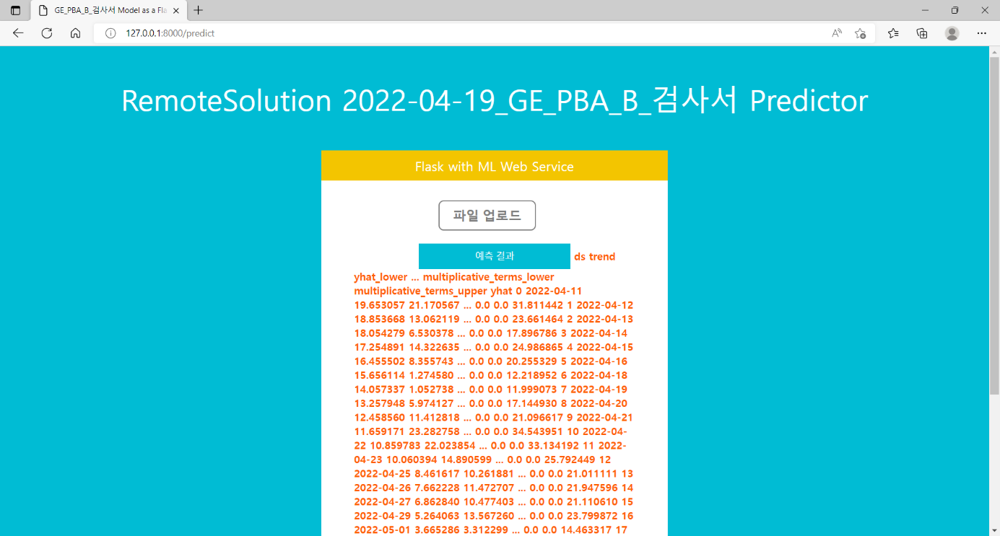 GE_PBA_B_검사서 Model as a Fla
127.0.0.1:8000/predict
RemoteSolution 2022-04-19_GE_PBA_B_검사서 Predictor
Flask with ML Web Service
파일 업로드
예측 결과 ds trend
yhat_lower ... multiplicative_terms_lower
multiplicative_terms_upper yhat 0 2022-04-11
19.653057 21.170567 ... 0.0 0.0 31.811442 1 2022-04-12
18.853668 13.062119 ... 0.0 0.0 23.661464 2 2022-04-13
18.054279 6.530378 ... 0.0 0.0 17.896786 3 2022-04-14
17.254891 14.322635 ... 0.0 0.0 24.986865 4 2022-04-15
16.455502 8.355743 ... 0.0 0.0 20.255329 5 2022-04-16
15.656114 1.274580 ... 0.0 0.0 12.218952 6 2022-04-18
14.057337 1.052738 ... 0.0 0.0 11.999073 7 2022-04-19
13.257948 5.974127 ... 0.0 0.0 17.144930 8 2022-04-20
12.458560 11.412818 ... 0.0 0.0 21.096617 9 2022-04-21
11.659171 23.282758 ... 0.0 0.0 34.543951 10 2022-04-
22 10.859783 22.023854 ... 0.0 0.0 33.134192 11 2022-
04-23 10.060394 14.890599 ... 0.0 0.0 25.792449 12
2022-04-25 8.461617 10.261881 ... 0.0 0.0 21.011111 13
2022-04-26 7.662228 11.472707 ... 0.0 0.0 21.947596 14
2022-04-27 6.862840 10.477403 ... 0.0 0.0 21.110610 15
2022-04-29 5.264063 13.567260 ... 0.0 0.0 23.799872 16
2022-05-01 3.665286 3.312299 ... 0.0 0.0 14.463317 17